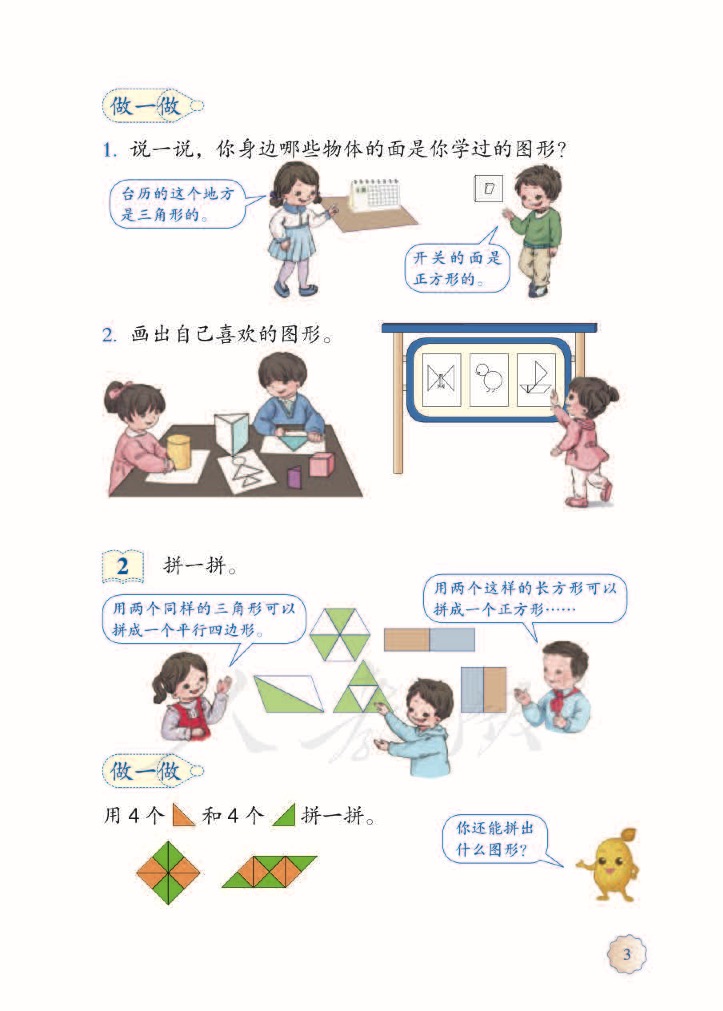 做一做
1. 说一说，你身边哪些物体的面是你学过的图形？
台历的这个地方
是三角形的。
开关的面是
正方形的。
2. 画出自己喜欢的图形。
2 拼一拼。
用两个同样的三角形可以
拼成一个平行四边形。
用两个这样的长方形可以
拼成一个正方形……
做一做
用4个 和4个 拼一拼。
你还能拼出
什么图形？
3